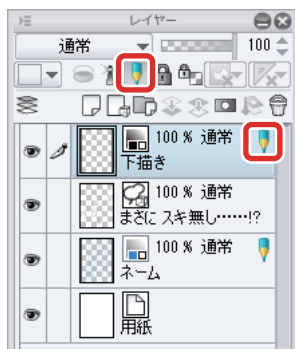 レイヤー
通常 100
100 % 通常
下描き
100 % 通常
まさに スキ無し……!?
100 % 通常
ネーム
用紙